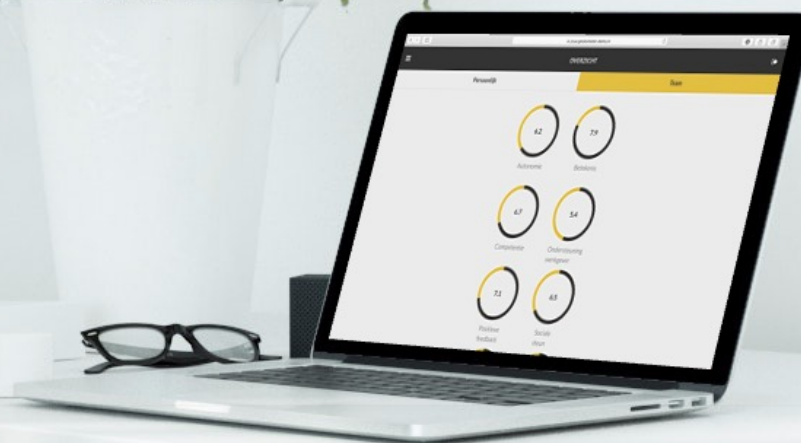 OVERZICHT
Persoonlijk
Team
6.2
7.9
Autonomie
Betekenis
6.7
5.4
Competentie
Ondersteuning
werkgever
7.1
6.5
Positieve
feedback
Sociale
steun